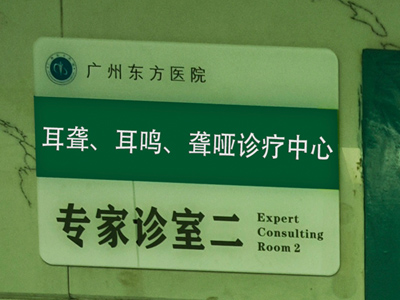 广州东方医院
耳聋、耳鸣、聋哑诊疗中心
专家诊室二
Expert
Consulting
Room 2